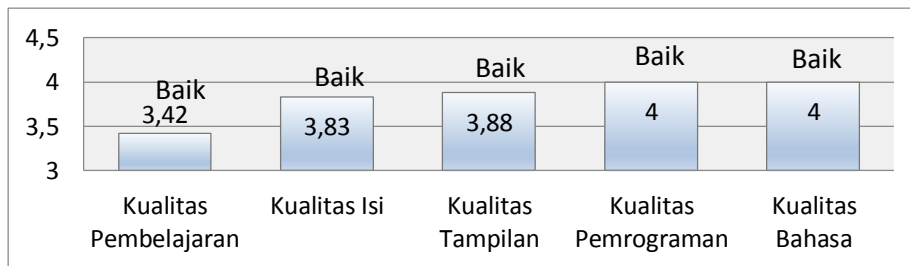 4,5
4
3,5
3
Baik
Baik
Baik
Baik
Baik
3,42
3,83
3,88
4
4
Kualitas
Pembelajaran
Kualitas Isi
Kualitas
Tampilan
Kualitas
Pemrograman
Kualitas
Bahasa